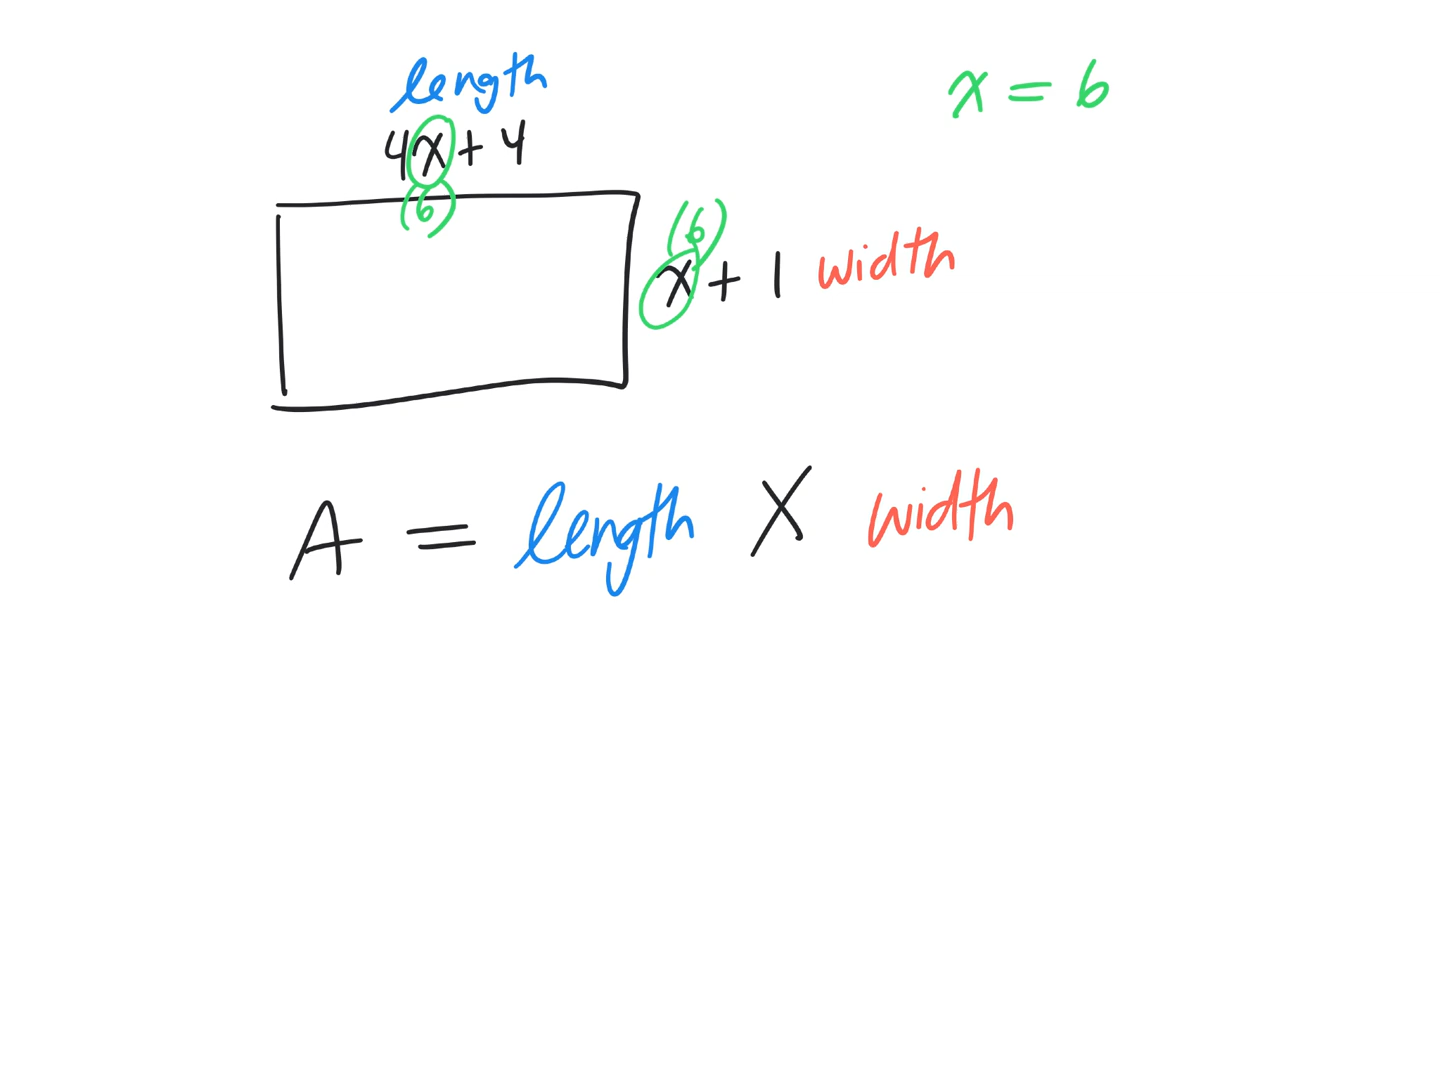 length
x = 6
4x + 4
(6)
(6)
x + 1 width
A = length X width